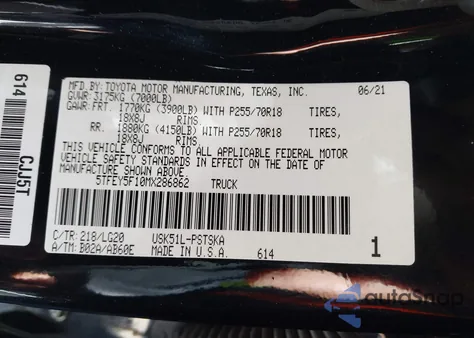 MFD.BY:TOYOTA MOTOR MANUFACTURING, TEXAS, INC. 06/21
GVWR: 3175KG (7000LB)
GAWR: FRT. 1770KG (3900LB) WITH P255/70R18 TIRES,
18X8J RIMS,
RR. 1880KG (4150LB) WITH P255/70R18 TIRES,
18X8J RIMS.
THIS VEHICLE CONFORMS TO ALL APPLICABLE FEDERAL MOTOR
VEHICLE SAFETY STANDARDS IN EFFECT ON THE DATE OF
MANUFACTURE SHOWN ABOVE.
5TFEY5F10MX286862 TRUCK
C/TR:218/LG20 USK51L-PSTSKA
A/TM:B02A/AB60E MADE IN U.S.A. 614 1
614 CJJ5T
autoSnap